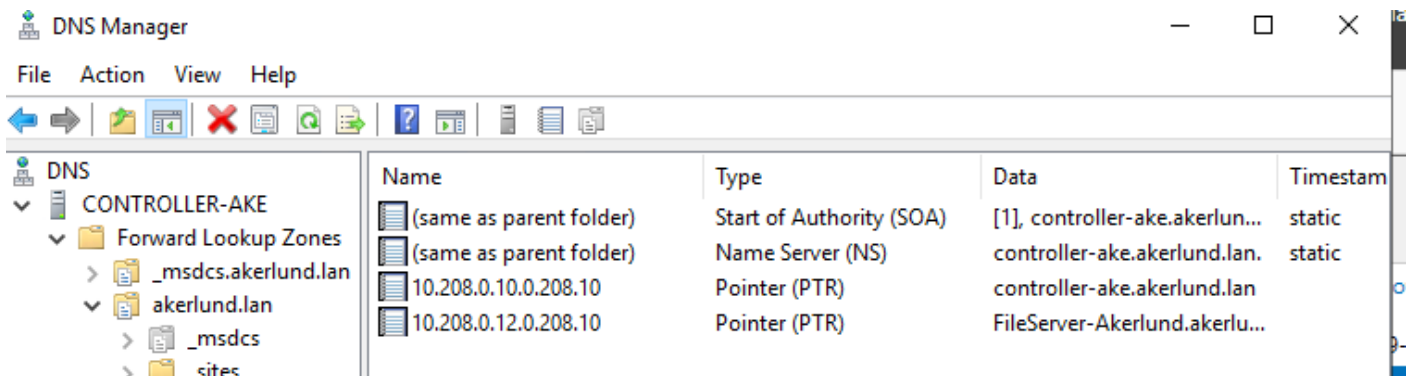 DNS Manager
File Action View Help
DNS
CONTROLLER-AKE
Forward Lookup Zones
_msdcs.akerlund.lan
akerlund.lan
_msdcs
_sites
Name Type Data Timestam
(same as parent folder) Start of Authority (SOA) [1], controller-ake.akerlun... static
(same as parent folder) Name Server (NS) controller-ake.akerlund.lan. static
10.208.0.10.0.208.10 Pointer (PTR) controller-ake.akerlund.lan
10.208.0.12.0.208.10 Pointer (PTR) FileServer-Akerlund.akerlu...